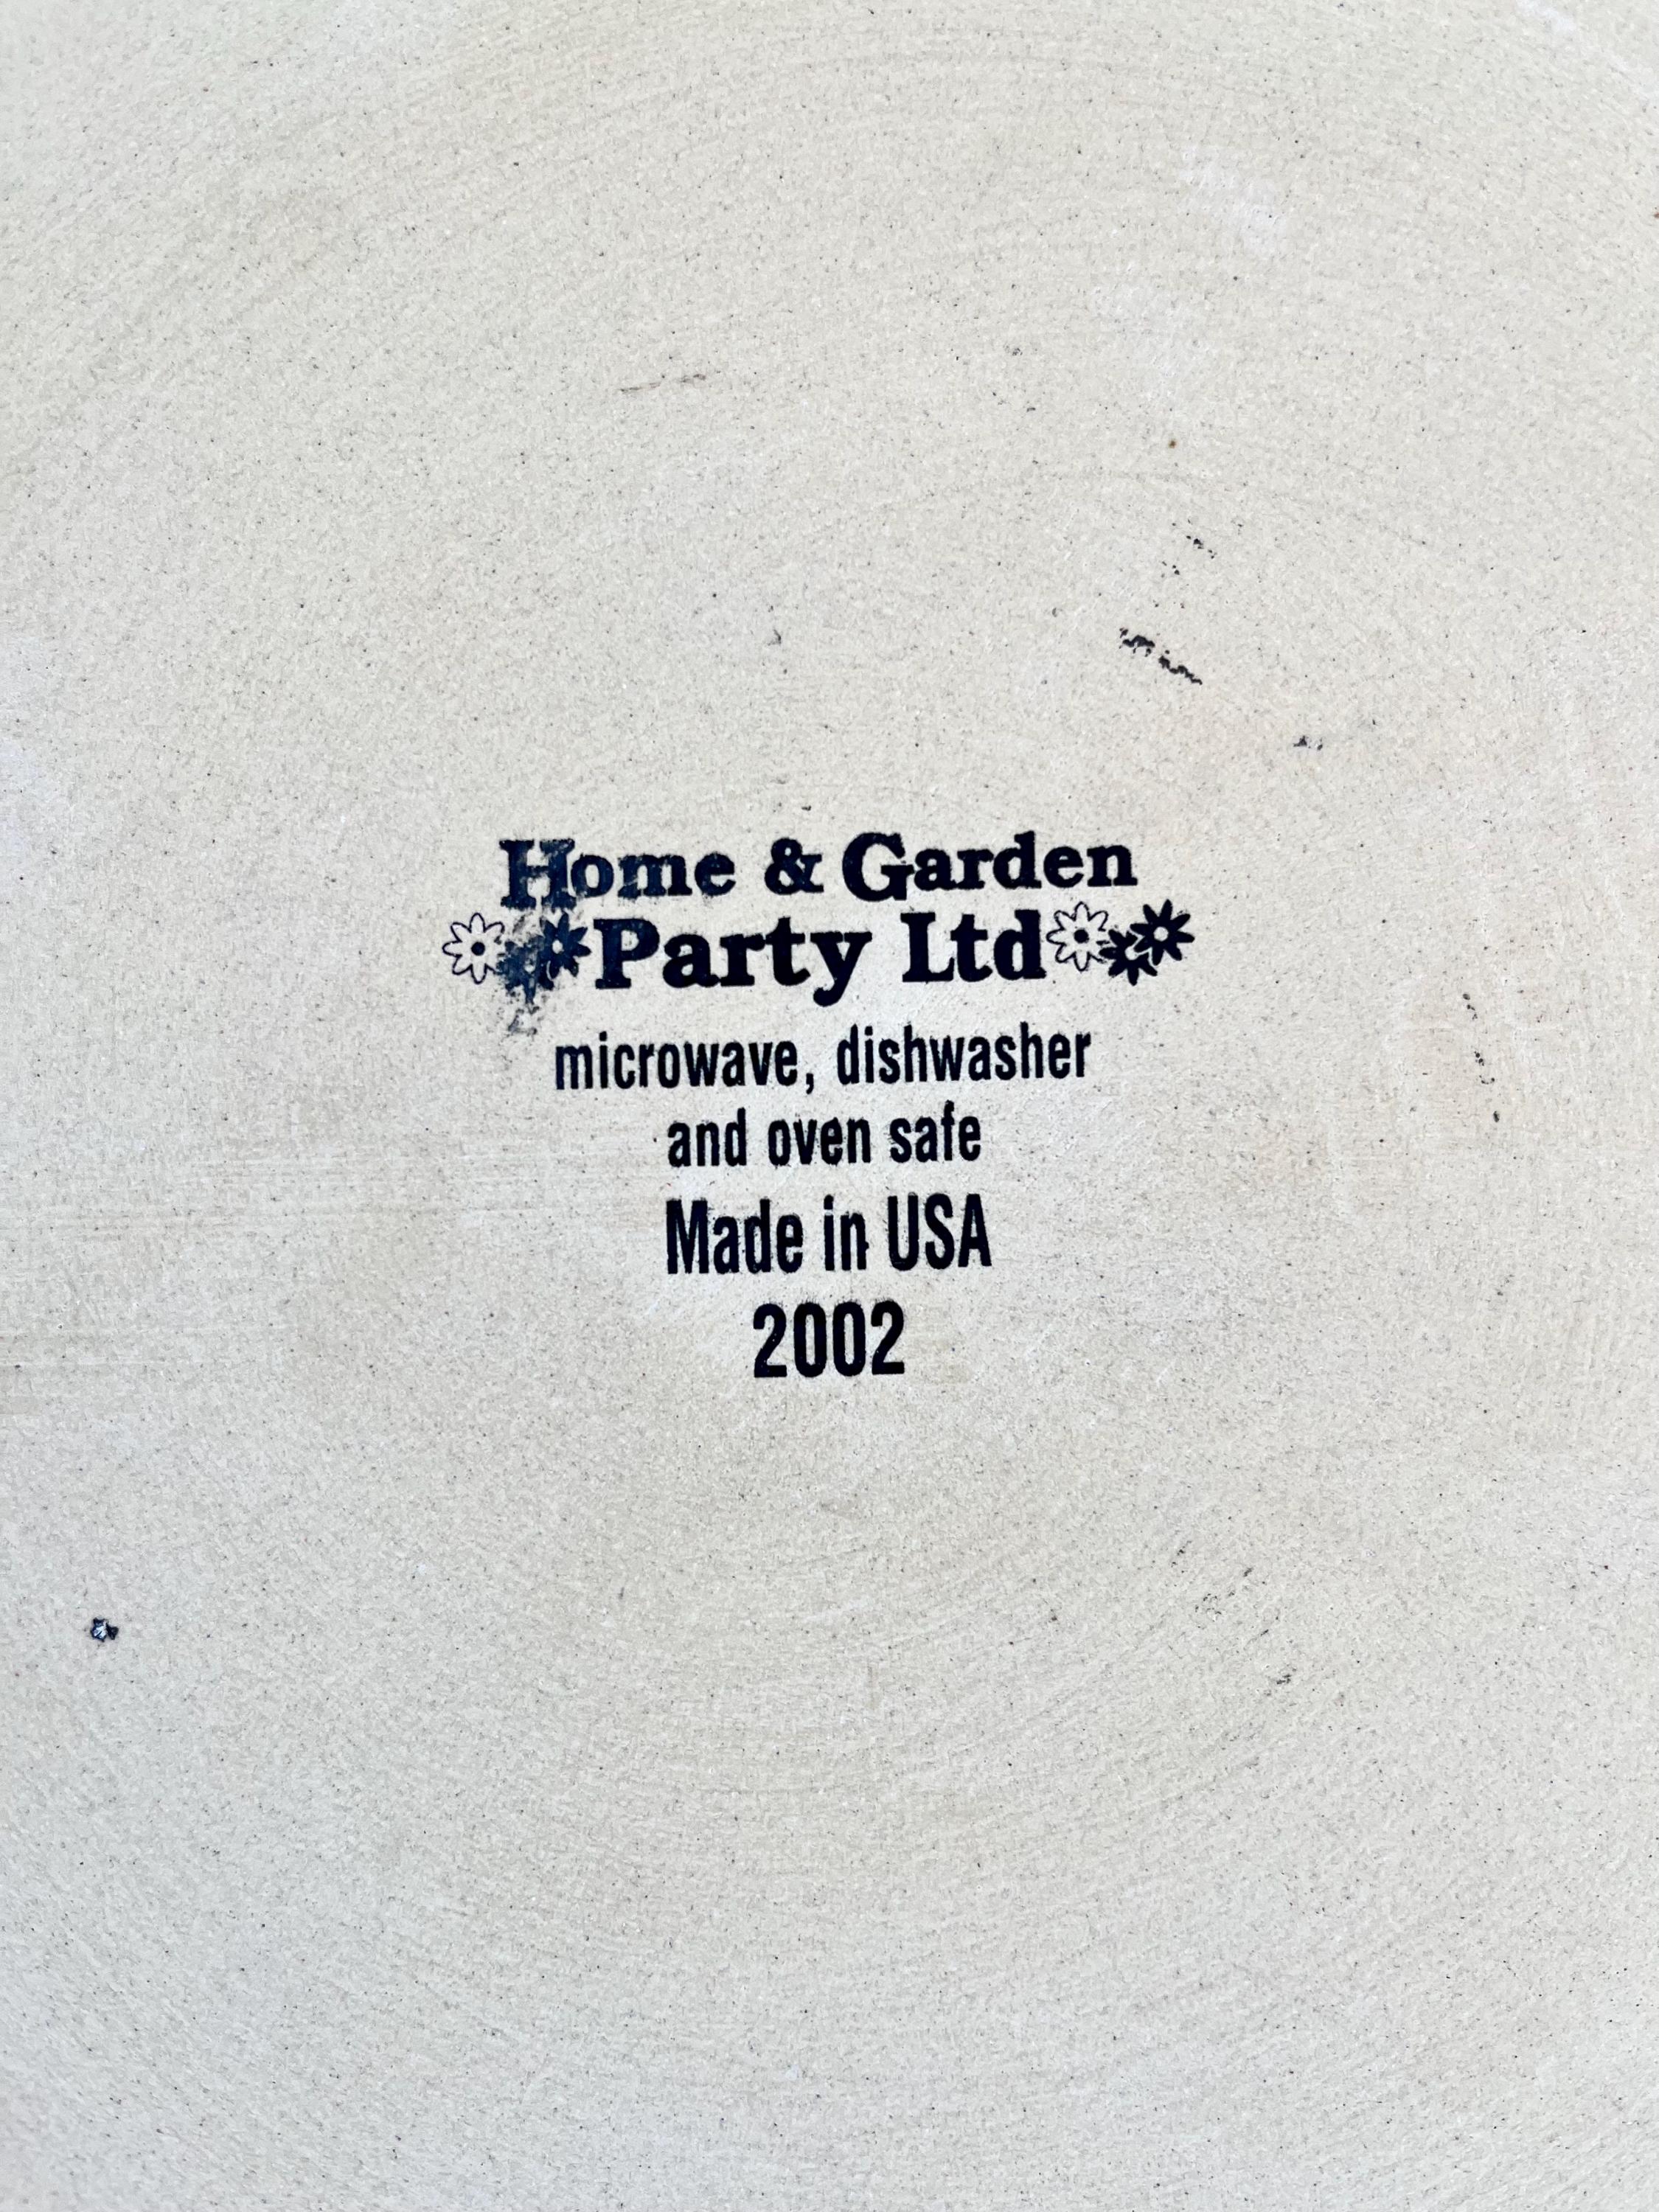 Home & Garden
Party Ltd
microwave, dishwasher
and oven safe
Made in USA
2002